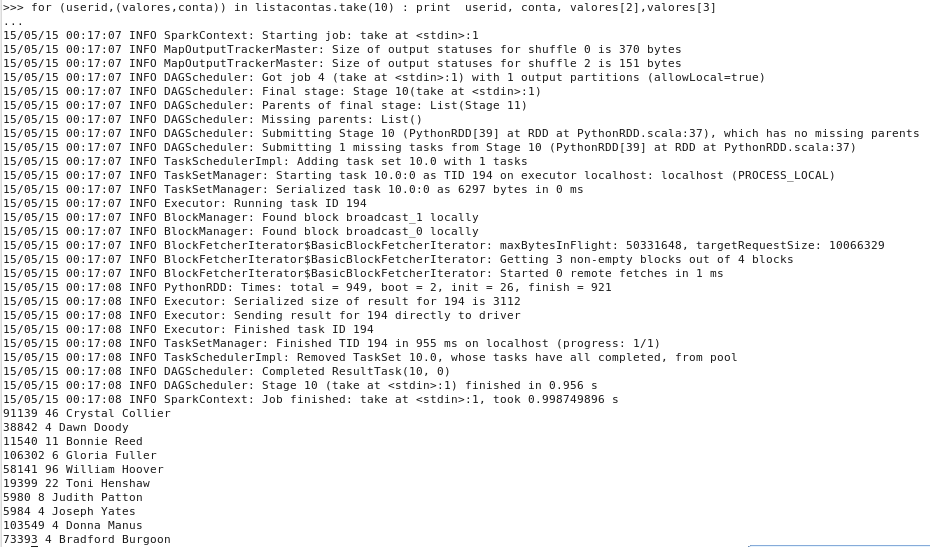 >>> for (userid,(valores,conta)) in listacontas.take(10) : print  userid, conta, valores[2],valores[3]
...
15/05/15 00:17:07 INFO SparkContext: Starting job: take at <stdin>:1
15/05/15 00:17:07 INFO MapOutputTrackerMaster: Size of output statuses for shuffle 0 is 370 bytes
15/05/15 00:17:07 INFO MapOutputTrackerMaster: Size of output statuses for shuffle 2 is 151 bytes
15/05/15 00:17:07 INFO DAGScheduler: Got job 4 (take at <stdin>:1) with 1 output partitions (allowLocal=true)
15/05/15 00:17:07 INFO DAGScheduler: Final stage: Stage 10(take at <stdin>:1)
15/05/15 00:17:07 INFO DAGScheduler: Parents of final stage: List(Stage 11)
15/05/15 00:17:07 INFO DAGScheduler: Missing parents: List()
15/05/15 00:17:07 INFO DAGScheduler: Submitting Stage 10 (PythonRDD[39] at RDD at PythonRDD.scala:37), which has no missing parents
15/05/15 00:17:07 INFO DAGScheduler: Submitting 1 missing tasks from Stage 10 (PythonRDD[39] at RDD at PythonRDD.scala:37)
15/05/15 00:17:07 INFO TaskSchedulerImpl: Adding task set 10.0 with 1 tasks
15/05/15 00:17:07 INFO TaskSetManager: Starting task 10.0:0 as TID 194 on executor localhost: localhost (PROCESS_LOCAL)
15/05/15 00:17:07 INFO TaskSetManager: Serialized task 10.0:0 as 6297 bytes in 0 ms
15/05/15 00:17:07 INFO Executor: Running task ID 194
15/05/15 00:17:07 INFO BlockManager: Found block broadcast_1 locally
15/05/15 00:17:07 INFO BlockManager: Found block broadcast_0 locally
15/05/15 00:17:07 INFO BlockFetcherIterator$BasicBlockFetcherIterator: maxBytesInFlight: 50331648, targetRequestSize: 10066329
15/05/15 00:17:07 INFO BlockFetcherIterator$BasicBlockFetcherIterator: Getting 3 non-empty blocks out of 4 blocks
15/05/15 00:17:07 INFO BlockFetcherIterator$BasicBlockFetcherIterator: Started 0 remote fetches in 1 ms
15/05/15 00:17:08 INFO PythonRDD: Times: total = 949, boot = 2, init = 26, finish = 921
15/05/15 00:17:08 INFO Executor: Serialized size of result for 194 is 3112
15/05/15 00:17:08 INFO Executor: Sending result for 194 directly to driver
15/05/15 00:17:08 INFO Executor: Finished task ID 194
15/05/15 00:17:08 INFO TaskSetManager: Finished TID 194 in 955 ms on localhost (progress: 1/1)
15/05/15 00:17:08 INFO TaskSchedulerImpl: Removed TaskSet 10.0, whose tasks have all completed, from pool
15/05/15 00:17:08 INFO DAGScheduler: Completed ResultTask(10, 0)
15/05/15 00:17:08 INFO DAGScheduler: Stage 10 (take at <stdin>:1) finished in 0.956 s
15/05/15 00:17:08 INFO SparkContext: Job finished: take at <stdin>:1, took 0.998749896 s
91139 46 Crystal Collier
38842 4 Dawn Doody
11540 11 Bonnie Reed
106302 6 Gloria Fuller
58141 96 William Hoover
19399 22 Toni Henshaw
5980 8 Judith Patton
5984 4 Joseph Yates
103549 4 Donna Manus
73393 4 Bradford Burgoon